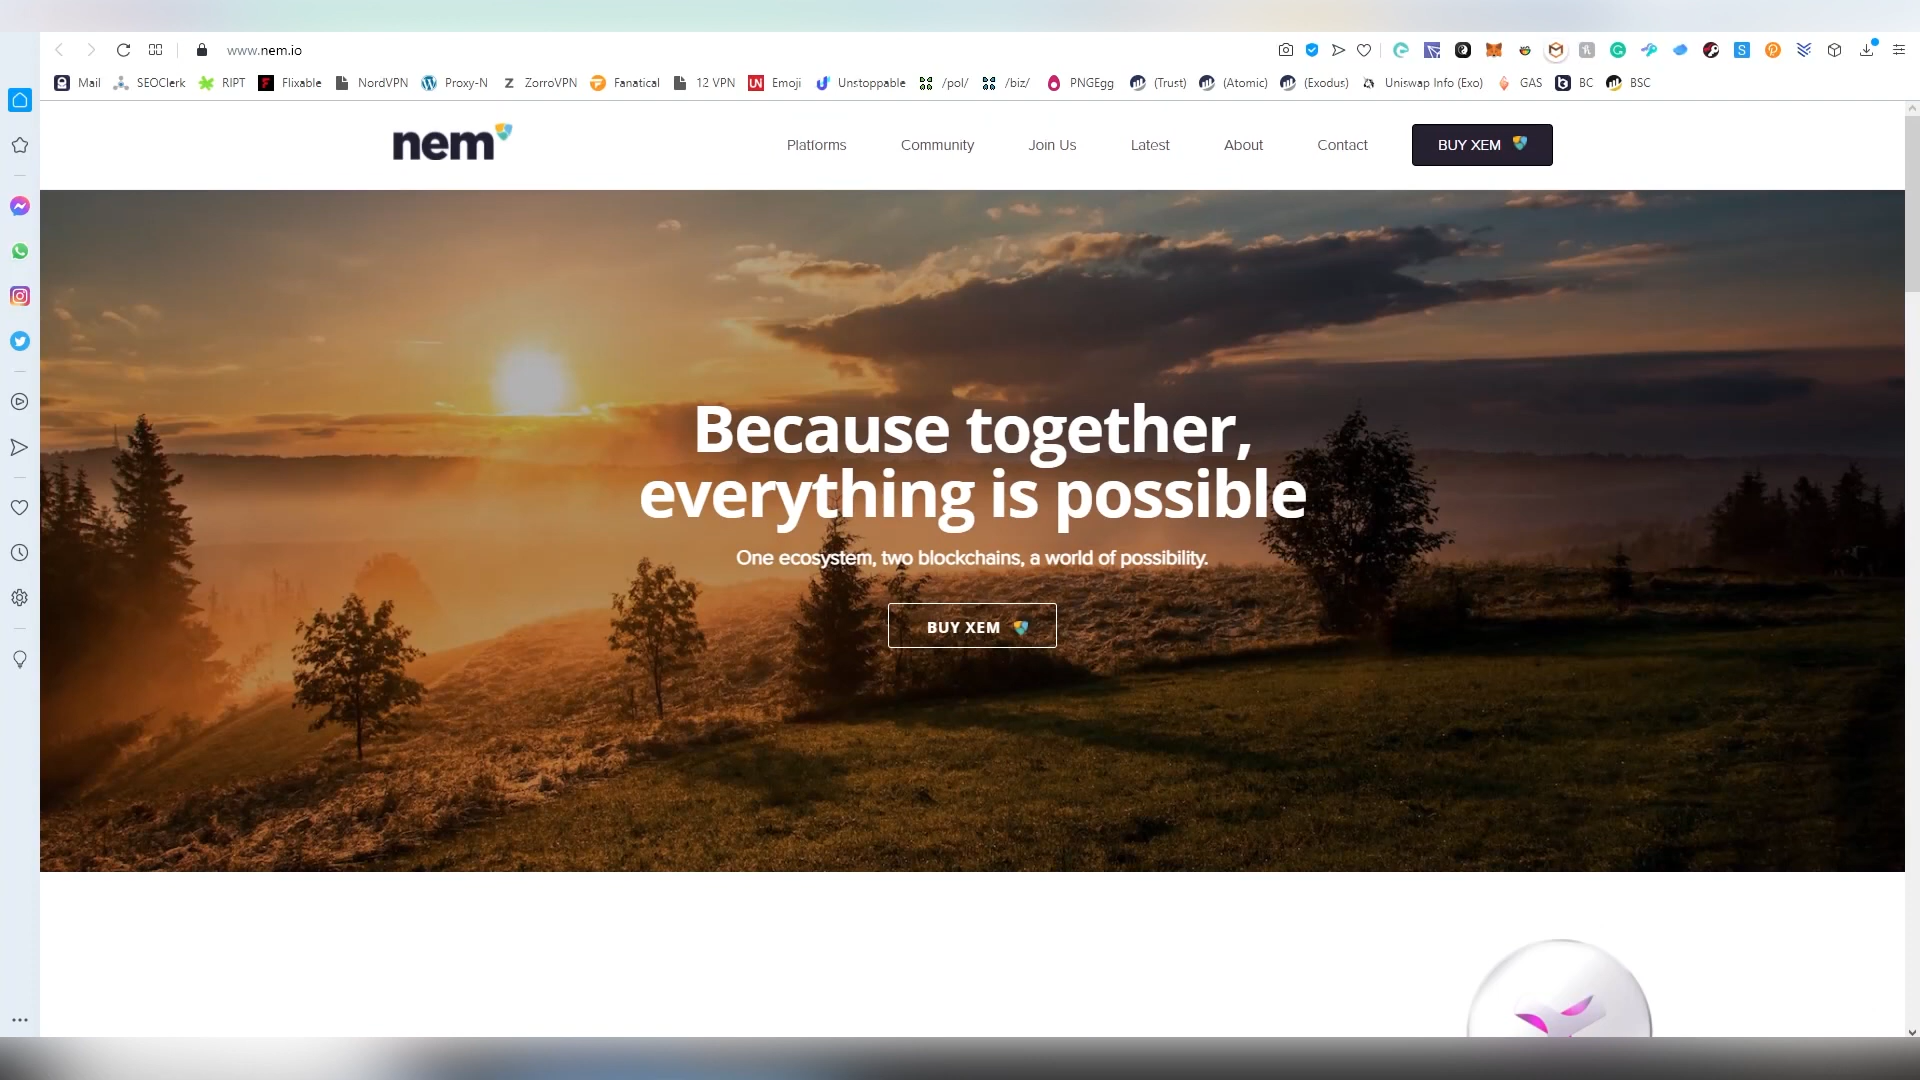 www.nem.io
Mail SEOClerk RIPT Flixable NordVPN Proxy-N ZorroVPN Fanatical 12 VPN Emoji Unstoppable /pol/ /biz/ PNGEgg (Trust) (Atomic) (Exodus) Uniswap Info (Exo) GAS BC BSC
nem Platforms Community Join Us Latest About Contact BUY XEM
Because together,
everything is possible
One ecosystem, two blockchains, a world of possibility.
BUY XEM